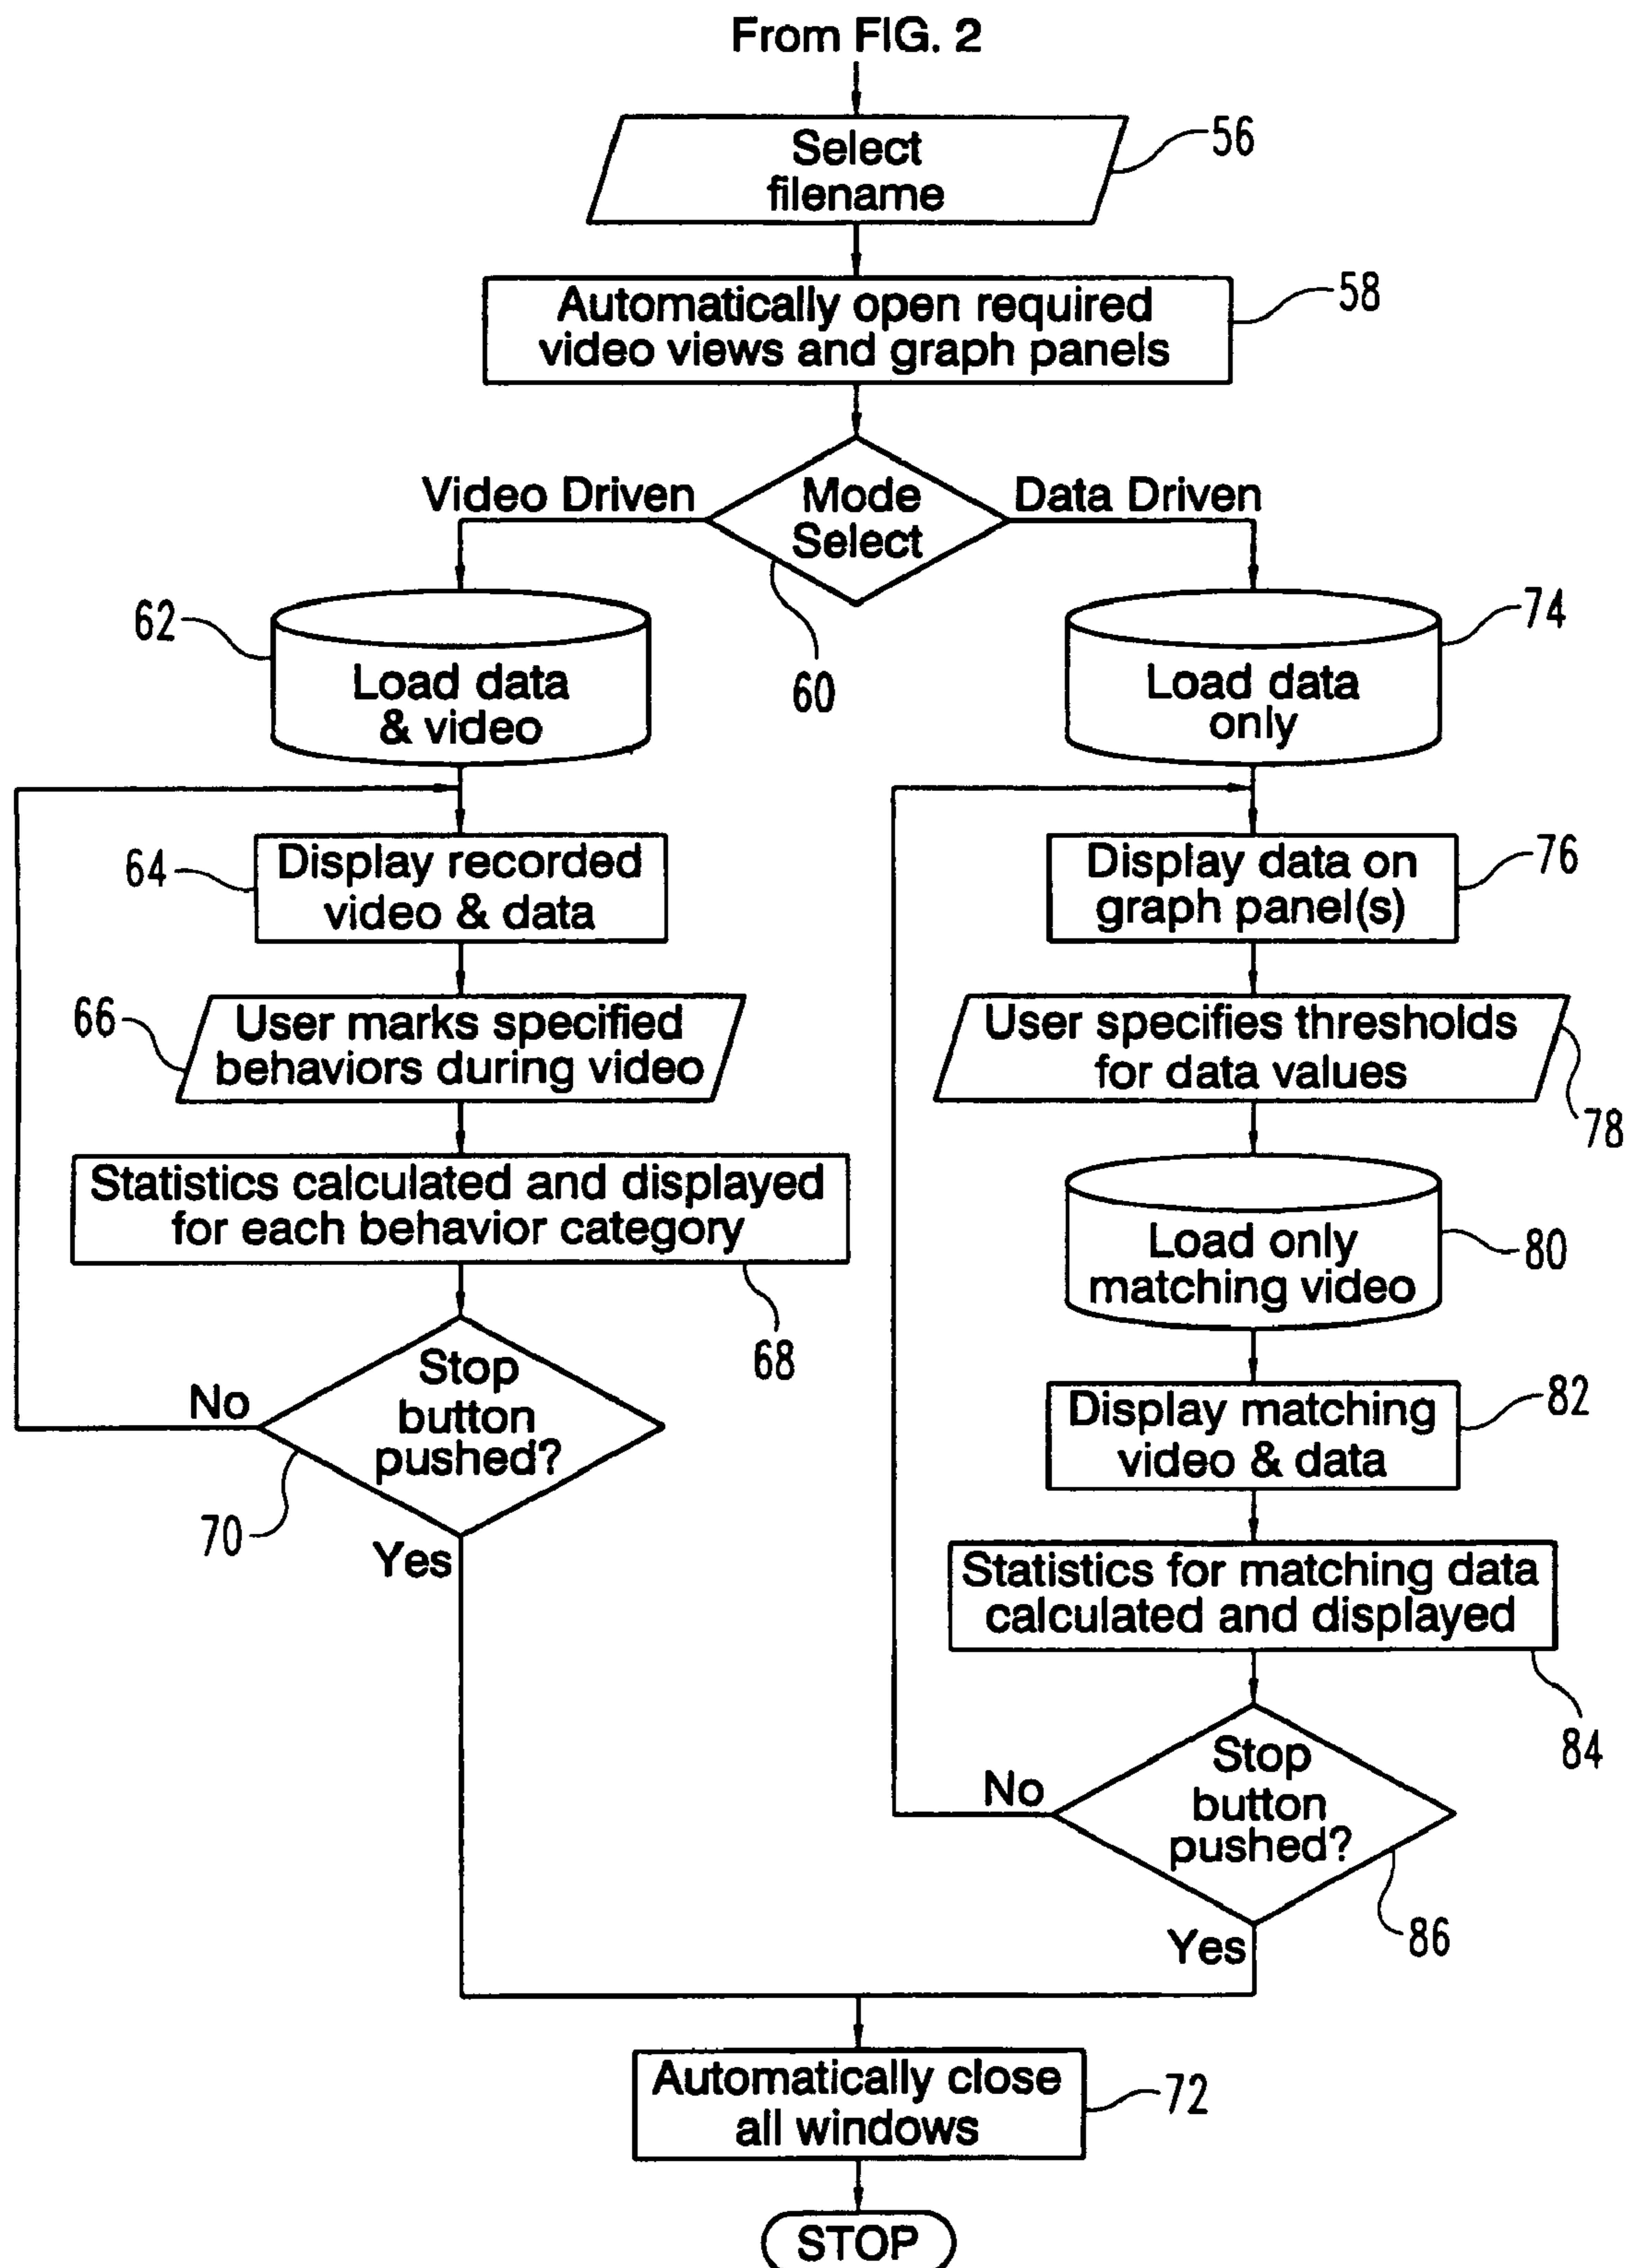 From FIG. 2
Select
filename
56
Automatically open required
video views and graph panels
58
Video Driven
Mode
Select
Data Driven
60
62
Load data
& video
74
Load data
only
64
Display recorded
video & data
76
Display data on
graph panel(s)
66
User marks specified
behaviors during video
User specifies thresholds
for data values
78
Statistics calculated and displayed
for each behavior category
68
Load only
matching video
80
Stop
button
pushed?
No
70
Yes
Display matching
video & data
82
Statistics for matching data
calculated and displayed
84
Stop
button
pushed?
No
86
Yes
Automatically close
all windows
72
STOP